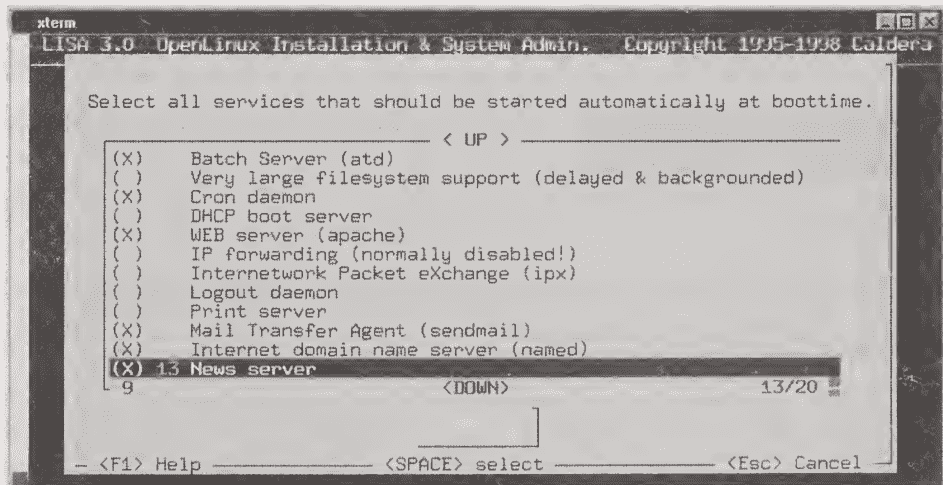 xterm
LISA 3.0 OpenLinux Installation & System Admin. Copyright 1995-1998 Caldera
Select all services that should be started automatically at boottime.
< UP >
(X) Batch Server (atd)
( ) Very large filesystem support (delayed & backgrounded)
(X) Cron daemon
( ) DHCP boot server
(X) WEB server (apache)
( ) IP forwarding (normally disabled!)
( ) Internetwork Packet eXchange (ipx)
( ) Logout daemon
( ) Print server
(X) Mail Transfer Agent (sendmail)
(X) Internet domain name server (named)
(X) 13 News server
9 <DOWN> 13/20
<F1> Help <SPACE> select <Esc> Cancel